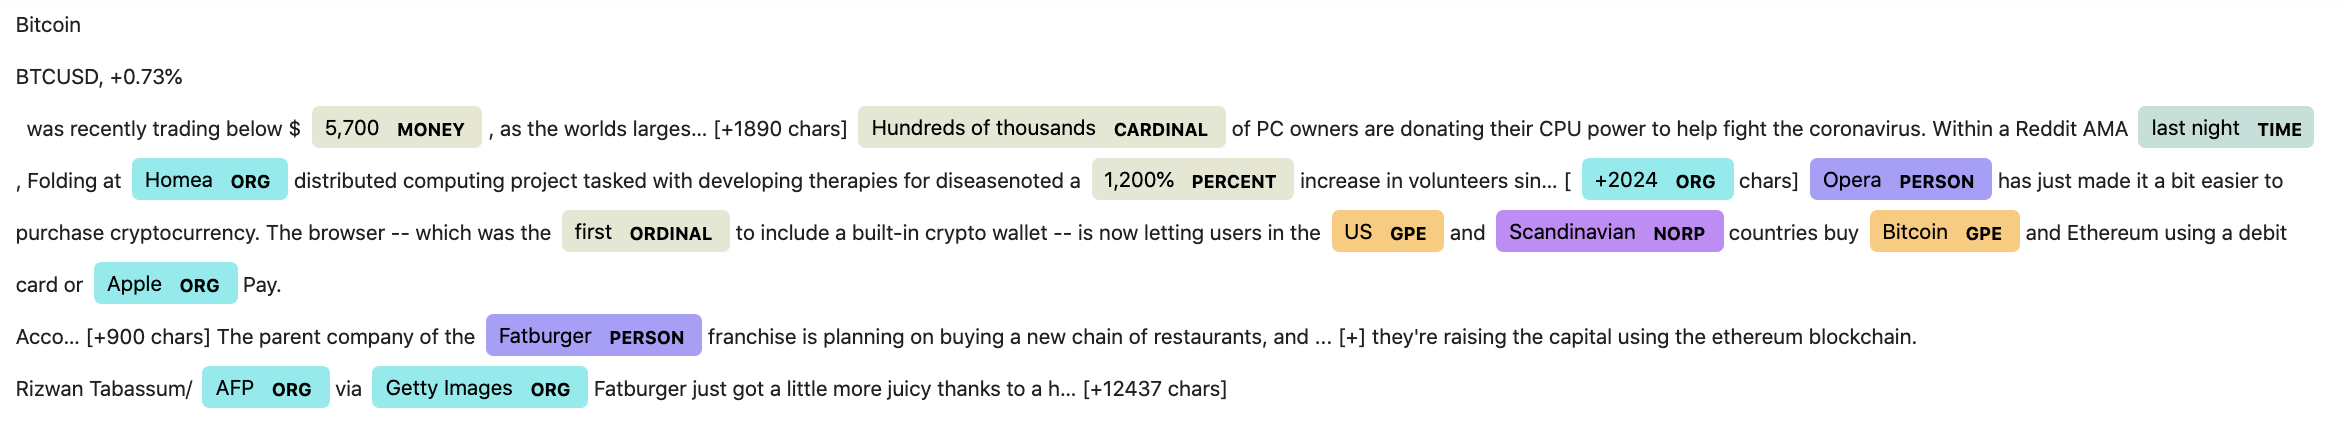 Bitcoin
BTCUSD, +0.73%
was recently trading below $ 5,700 MONEY , as the worlds larges... [+1890 chars] Hundreds of thousands CARDINAL of PC owners are donating their CPU power to help fight the coronavirus. Within a Reddit AMA last night TIME
, Folding at Homea ORG distributed computing project tasked with developing therapies for diseasenoted a 1,200% PERCENT increase in volunteers sin... [ +2024 ORG chars] Opera PERSON has just made it a bit easier to
purchase cryptocurrency. The browser -- which was the first ORDINAL to include a built-in crypto wallet -- is now letting users in the US GPE and Scandinavian NORP countries buy Bitcoin GPE and Ethereum using a debit
card or Apple ORG Pay.
Acco... [+900 chars] The parent company of the Fatburger PERSON franchise is planning on buying a new chain of restaurants, and ... [+] they're raising the capital using the ethereum blockchain.
Rizwan Tabassum/ AFP ORG via Getty Images ORG Fatburger just got a little more juicy thanks to a h... [+12437 chars]